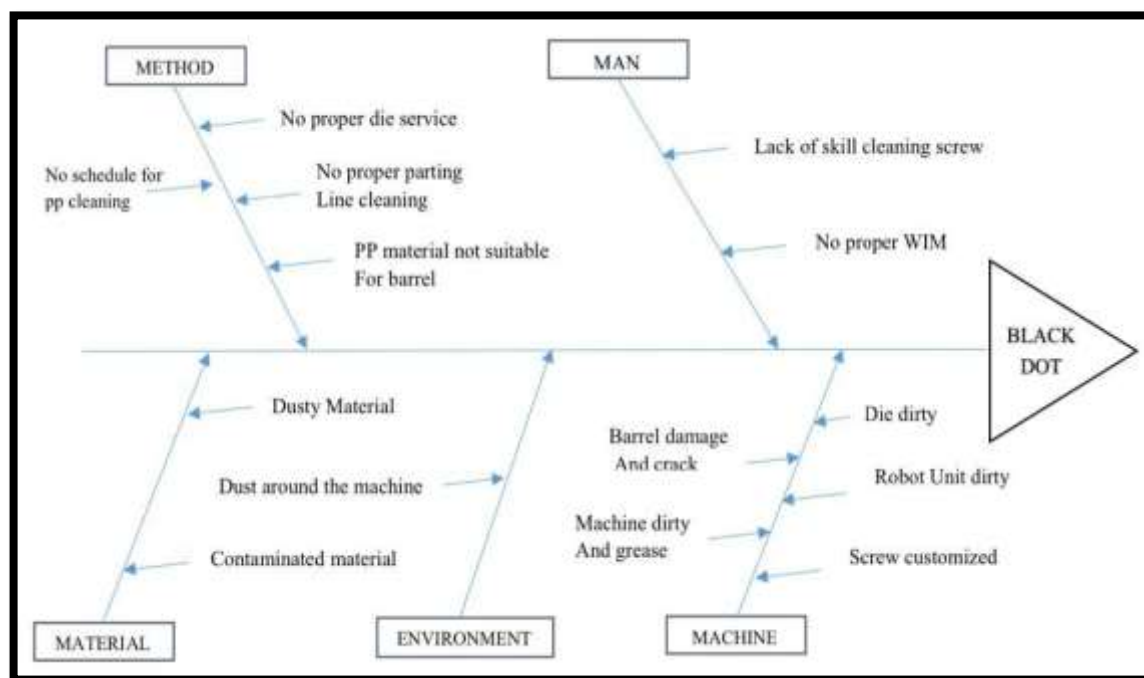 METHOD
MAN
No proper die service
Lack of skill cleaning screw
No schedule for
pp cleaning
No proper parting
Line cleaning
No proper WIM
PP material not suitable
For barrel
BLACK
DOT
Dusty Material
Die dirty
Barrel damage
And crack
Robot Unit dirty
Dust around the machine
Machine dirty
And grease
Contaminated material
Screw customized
MATERIAL
ENVIRONMENT
MACHINE